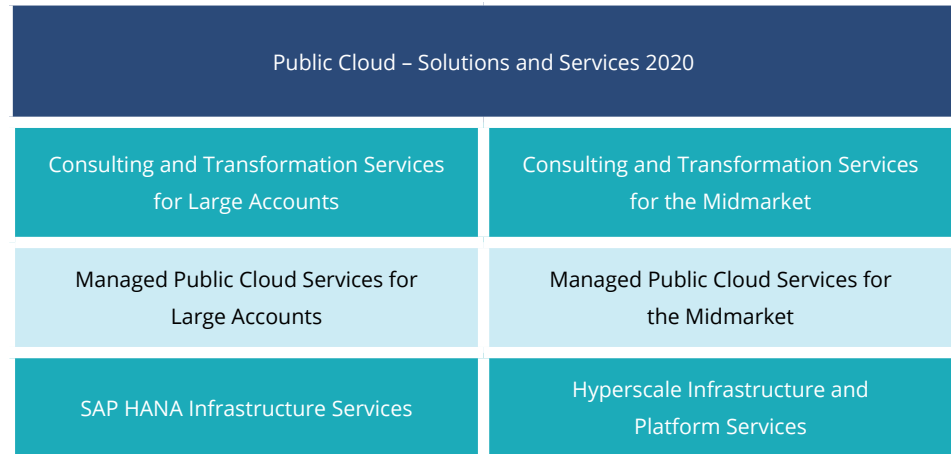 Public Cloud – Solutions and Services 2020
Consulting and Transformation Services
for Large Accounts
Consulting and Transformation Services
for the Midmarket
Managed Public Cloud Services for
Large Accounts
Managed Public Cloud Services for
the Midmarket
SAP HANA Infrastructure Services
Hyperscale Infrastructure and
Platform Services